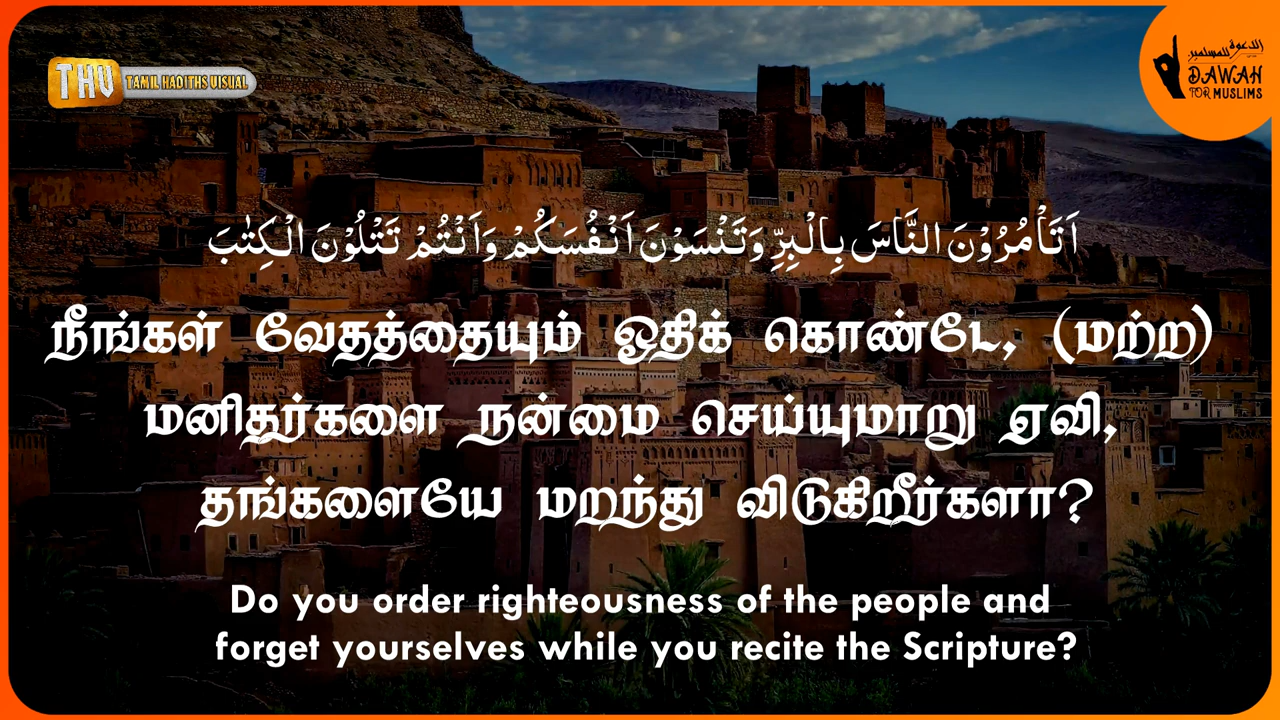 THV TAMIL HADITHS VISUAL
الدعوة للمسلمين
DAWAH
FOR MUSLIMS
اَتَاْمُرُوْنَ النَّاسَ بِالْبِرِّ وَتَنْسَوْنَ اَنْفُسَكُمْ وَاَنْتُمْ تَتْلُوْنَ الْكِتٰبَ
நீங்கள் வேதத்தையும் ஓதிக் கொண்டே, (மற்ற)
மனிதர்களை நன்மை செய்யுமாறு ஏவி,
தங்களையே மறந்து விடுகிறீர்களா?
Do you order righteousness of the people and
forget yourselves while you recite the Scripture?